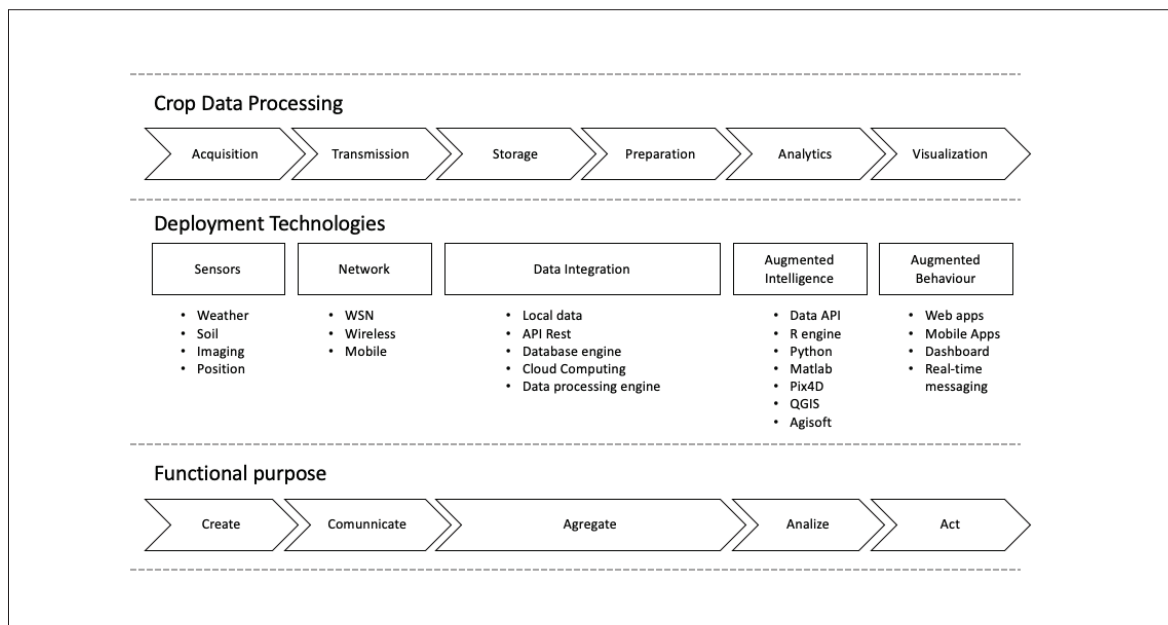 Crop Data Processing
Acquisition
Transmission
Storage
Preparation
Analytics
Visualization
Deployment Technologies
Sensors
• Weather
• Soil
• Imaging
• Position
Network
• WSN
• Wireless
• Mobile
Data Integration
• Local data
• API Rest
• Database engine
• Cloud Computing
• Data processing engine
Augmented
Intelligence
• Data API
• R engine
• Python
• Matlab
• Pix4D
• QGIS
• Agisoft
Augmented
Behaviour
• Web apps
• Mobile Apps
• Dashboard
• Real-time
messaging
Functional purpose
Create
Comunnicate
Agregate
Analize
Act